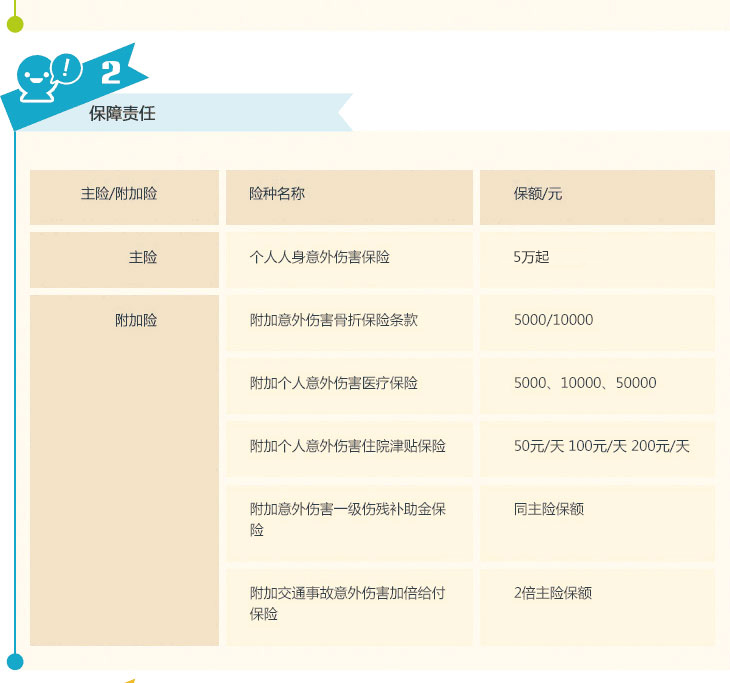 !
2
保障责任
主险/附加险 险种名称 保额/元
主险 个人人身意外伤害保险 5万起
附加险 附加意外伤害骨折保险条款 5000/10000
附加个人意外伤害医疗保险 5000、10000、50000
附加个人意外伤害住院津贴保险 50元/天 100元/天 200元/天
附加意外伤害一级伤残补助金保 同主险保额
险
附加交通事故意外伤害加倍给付 2倍主险保额
保险